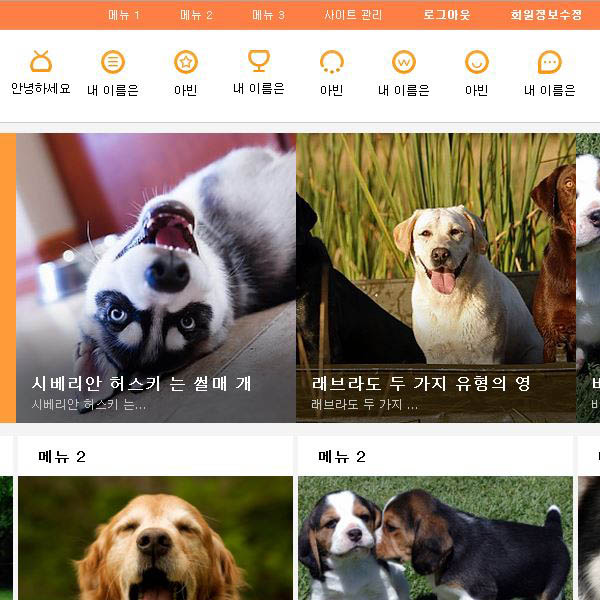 메뉴 1 메뉴 2 메뉴 3 사이트 관리 로그아웃 회원정보수정
안녕하세요 내 이름은 아빈 내 이름은 아빈 내 이름은 아빈 내 이름은
시베리안 허스키 는 썰매 개
시베리안 허스키 는...
래브라도 두 가지 유형의 영
래브라도 두 가지 ...
메뉴 2
메뉴 2